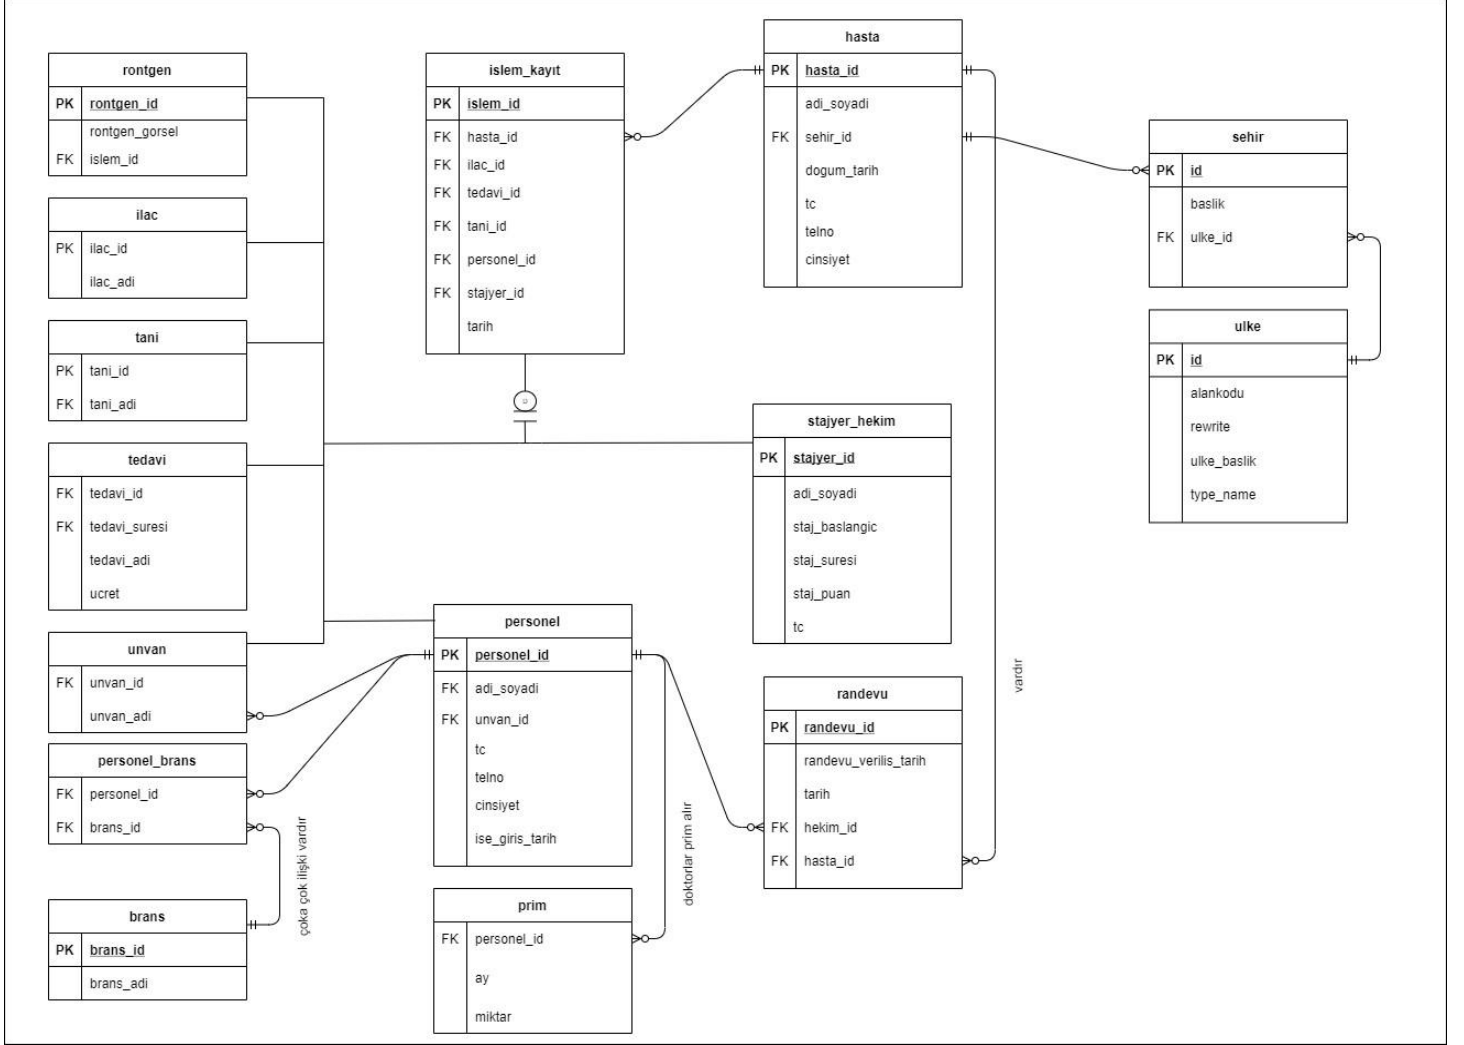 rontgen
PK rontgen_id
rontgen_gorsel
FK islem_id
ilac
PK ilac_id
ilac_adi
tani
PK tani_id
FK tani_adi
tedavi
FK tedavi_id
FK tedavi_suresi
tedavi_adi
ucret
unvan
FK unvan_id
unvan_adi
personel_brans
FK personel_id
FK brans_id
çoka çok ilişki vardır
brans
PK brans_id
brans_adi
islem_kayıt
PK islem_id
FK hasta_id
FK ilac_id
FK tedavi_id
FK tani_id
FK personel_id
FK stajyer_id
tarih
personel
PK personel_id
FK adi_soyadi
FK unvan_id
tc
telno
cinsiyet
ise_giris_tarih
prim
FK personel_id
ay
miktar
doktorlar prim alır
hasta
PK hasta_id
adi_soyadi
FK sehir_id
dogum_tarih
tc
telno
cinsiyet
stajyer_hekim
PK stajyer_id
adi_soyadi
staj_baslangic
staj_suresi
staj_puan
tc
randevu
PK randevu_id
randevu_verilis_tarih
tarih
FK hekim_id
FK hasta_id
vardır
sehir
PK id
baslik
FK ulke_id
ulke
PK id
alankodu
rewrite
ulke_baslik
type_name